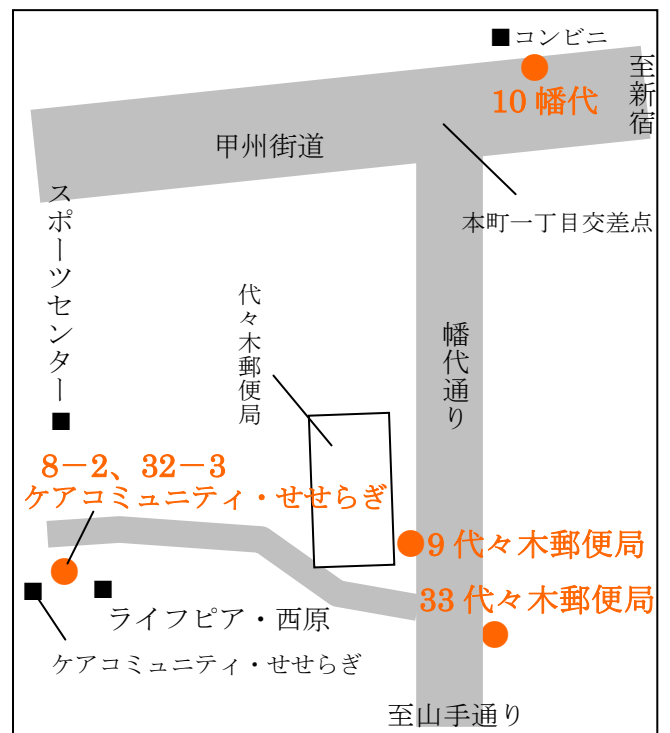 ■コンビニ
至新宿
10 幡代
甲州街道
本町一丁目交差点
スポーツセンター■
代々木郵便局
幡代通り
8－2、32－3
ケアコミュニティ・せせらぎ
9 代々木郵便局
33 代々木郵便局
ライフピア・西原
ケアコミュニティ・せせらぎ
至山手通り